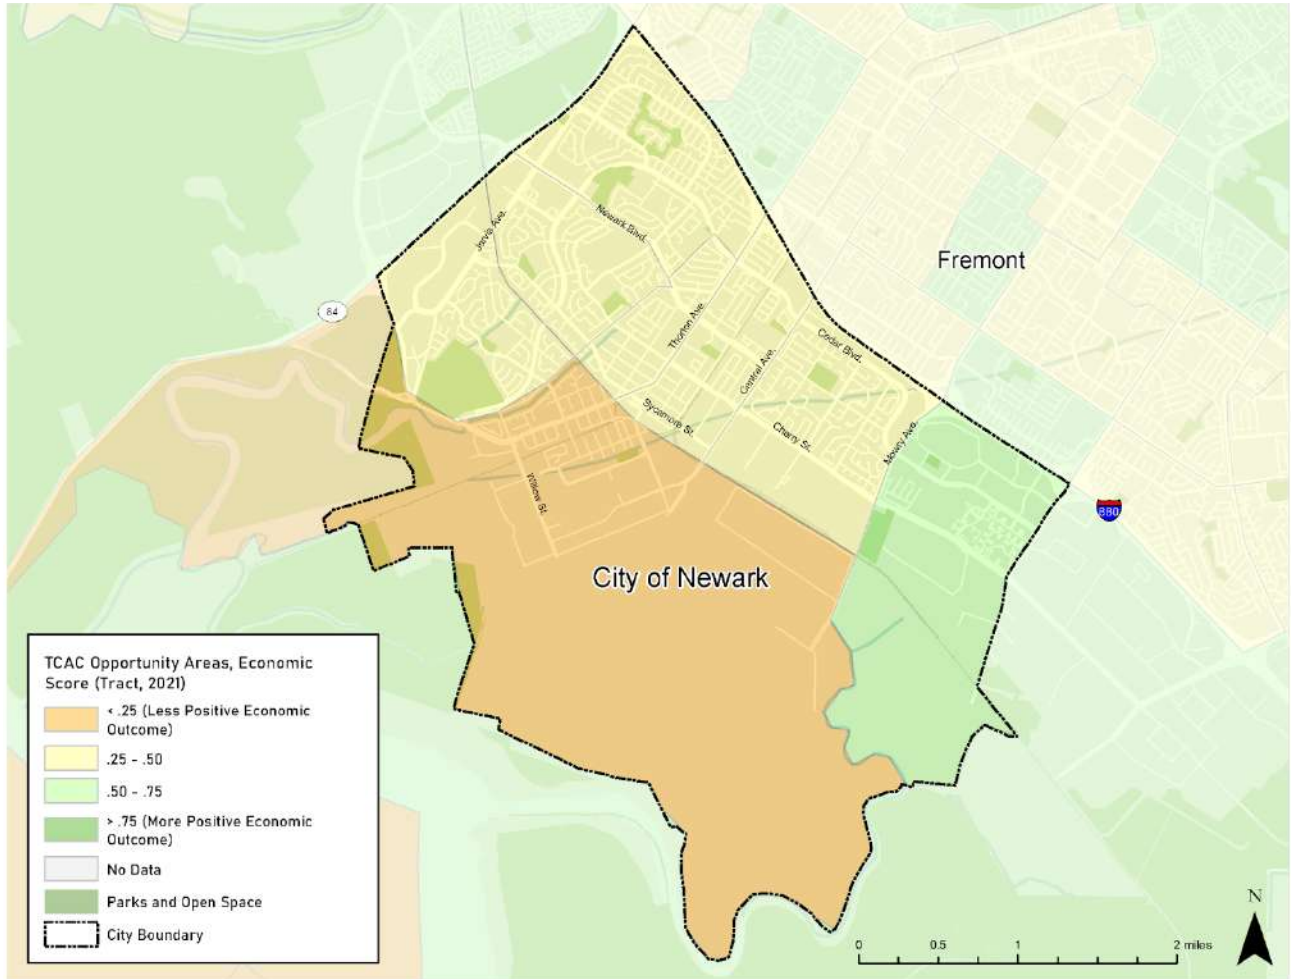 Jarvis Ave.
Newark Blvd.
Fremont
84
Thorton Ave.
Cedar Blvd.
Central Ave.
Sycamore St.
Cherry St.
Mowry Ave.
Willow St.
880
City of Newark
TCAC Opportunity Areas, Economic
Score (Tract, 2021)
< .25 (Less Positive Economic
Outcome)
.25 - .50
.50 - .75
> .75 (More Positive Economic
Outcome)
No Data
Parks and Open Space
City Boundary
N
0 0.5 1 2 miles